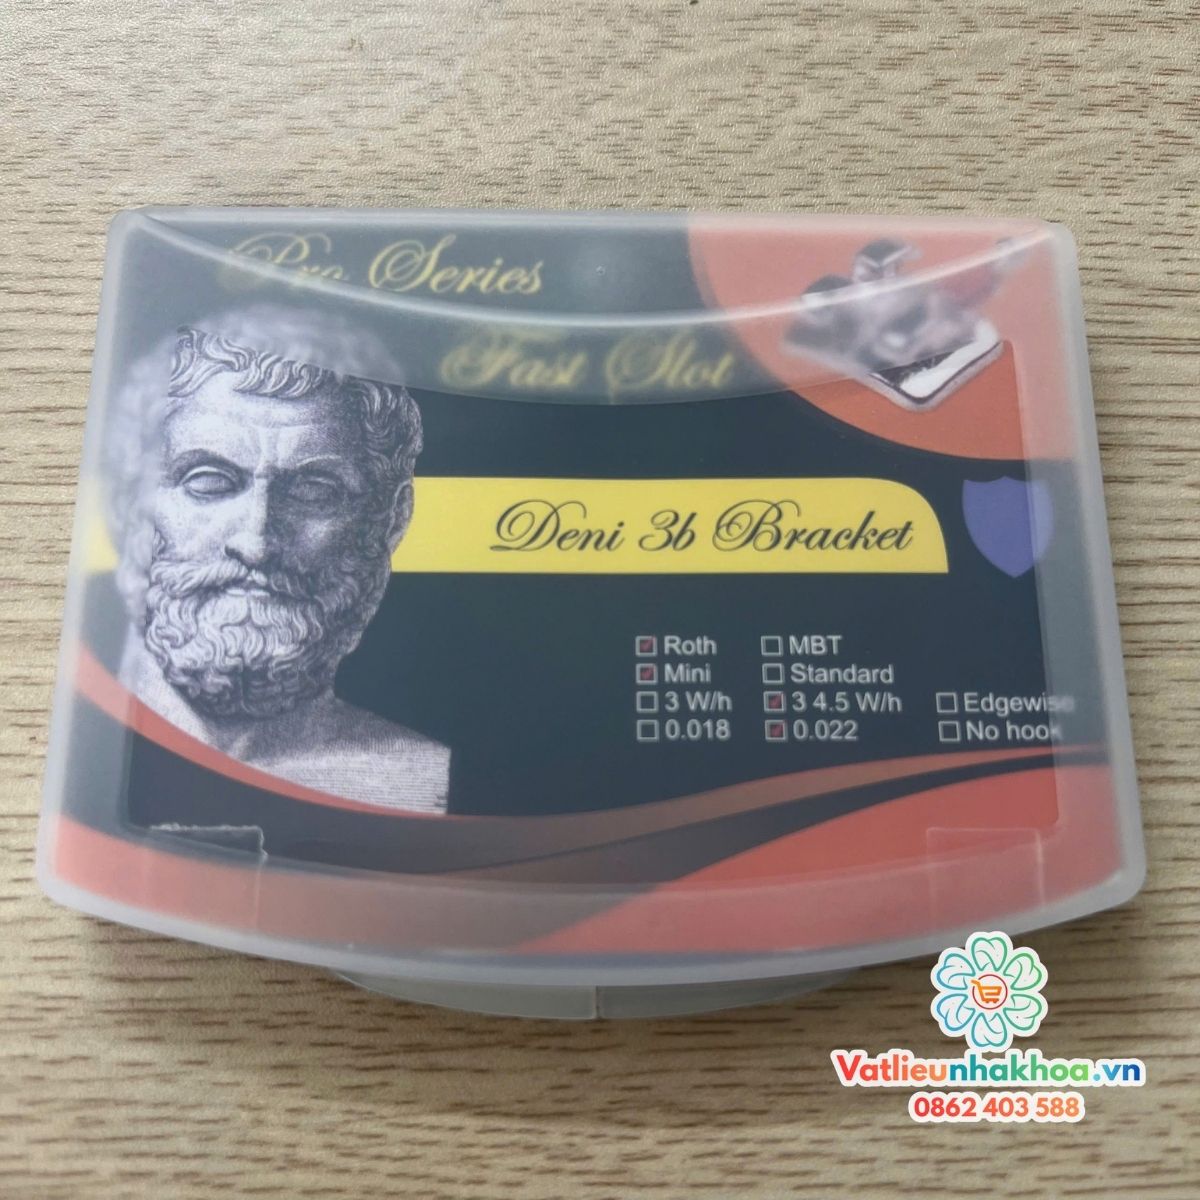 Pro Series
Fast Slot
Deni 3b Bracket
Roth MBT
Mini Standard
3 W/h 3 4.5 W/h Edgewise
0.018 0.022 No hook
Vatlieunhakhoa.vn
0862 403 588